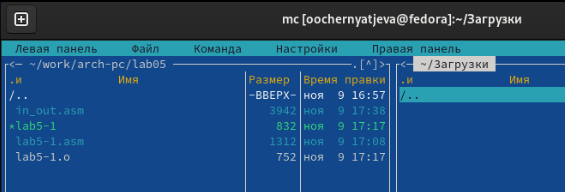 mc [oochernyatjeva@fedora]:~/Загрузки
Левая панель Файл Команда Настройки Правая панель
<— ~/work/arch-pc/lab05 .[^]> <— ~/Загрузки
.и Имя Размер Время правки .и Имя
/.. -ВВЕРХ- ноя 9 16:57 /..
in_out.asm 3942 ноя 9 17:38
*lab5-1 832 ноя 9 17:17
lab5-1.asm 1312 ноя 9 17:08
lab5-1.o 752 ноя 9 17:17